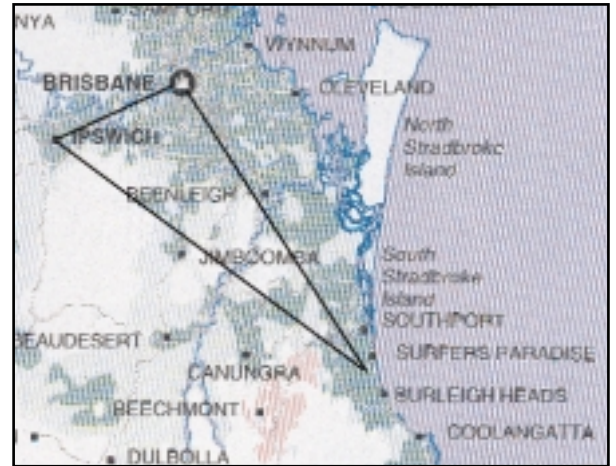 NYA
SAMFORD
WYNNUM
BRISBANE
CLEVELAND
IPSWICH
North
Stradbroke
Island
BEENLEIGH
JIMBOOMBA
South
Stradbroke
Island
SOUTHPORT
BEAUDESERT
SURFERS PARADISE
CANUNGRA
BURLEIGH HEADS
BEECHMONT
COOLANGATTA
DULBOLLA